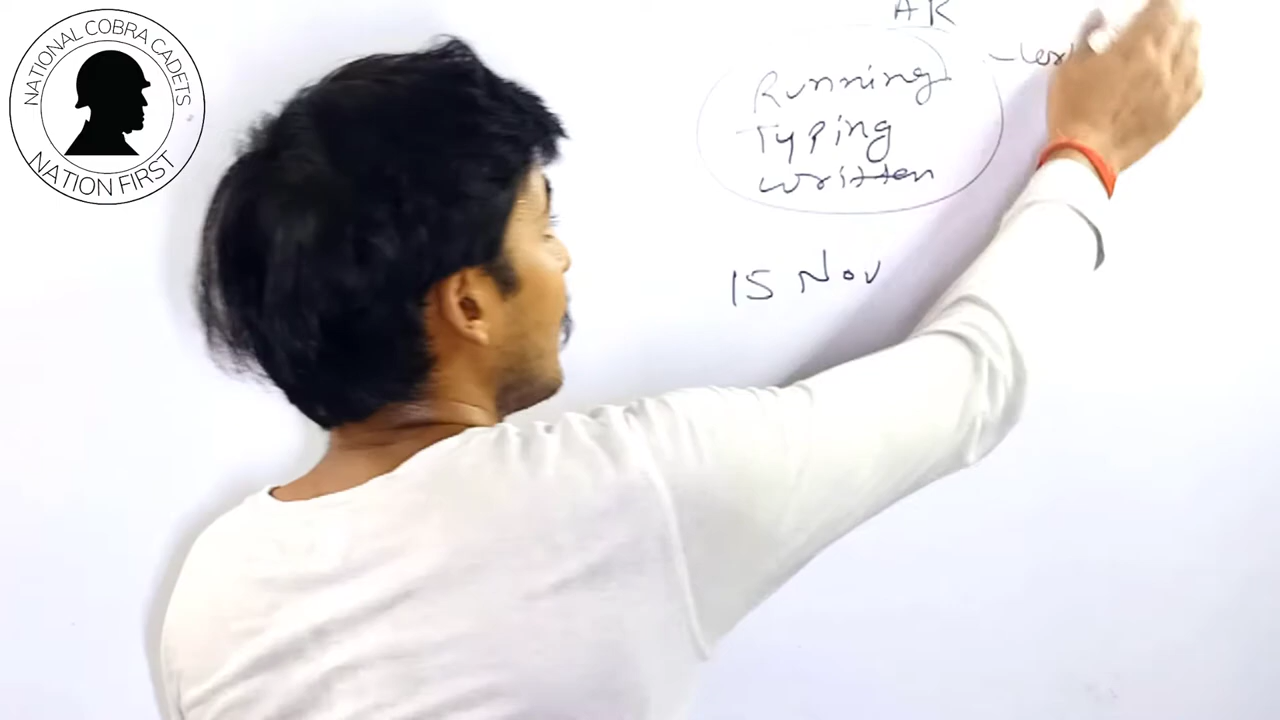 NATIONAL COBRA CADETS
NATION FIRST
AR
Running
Typing
written
15 Nov